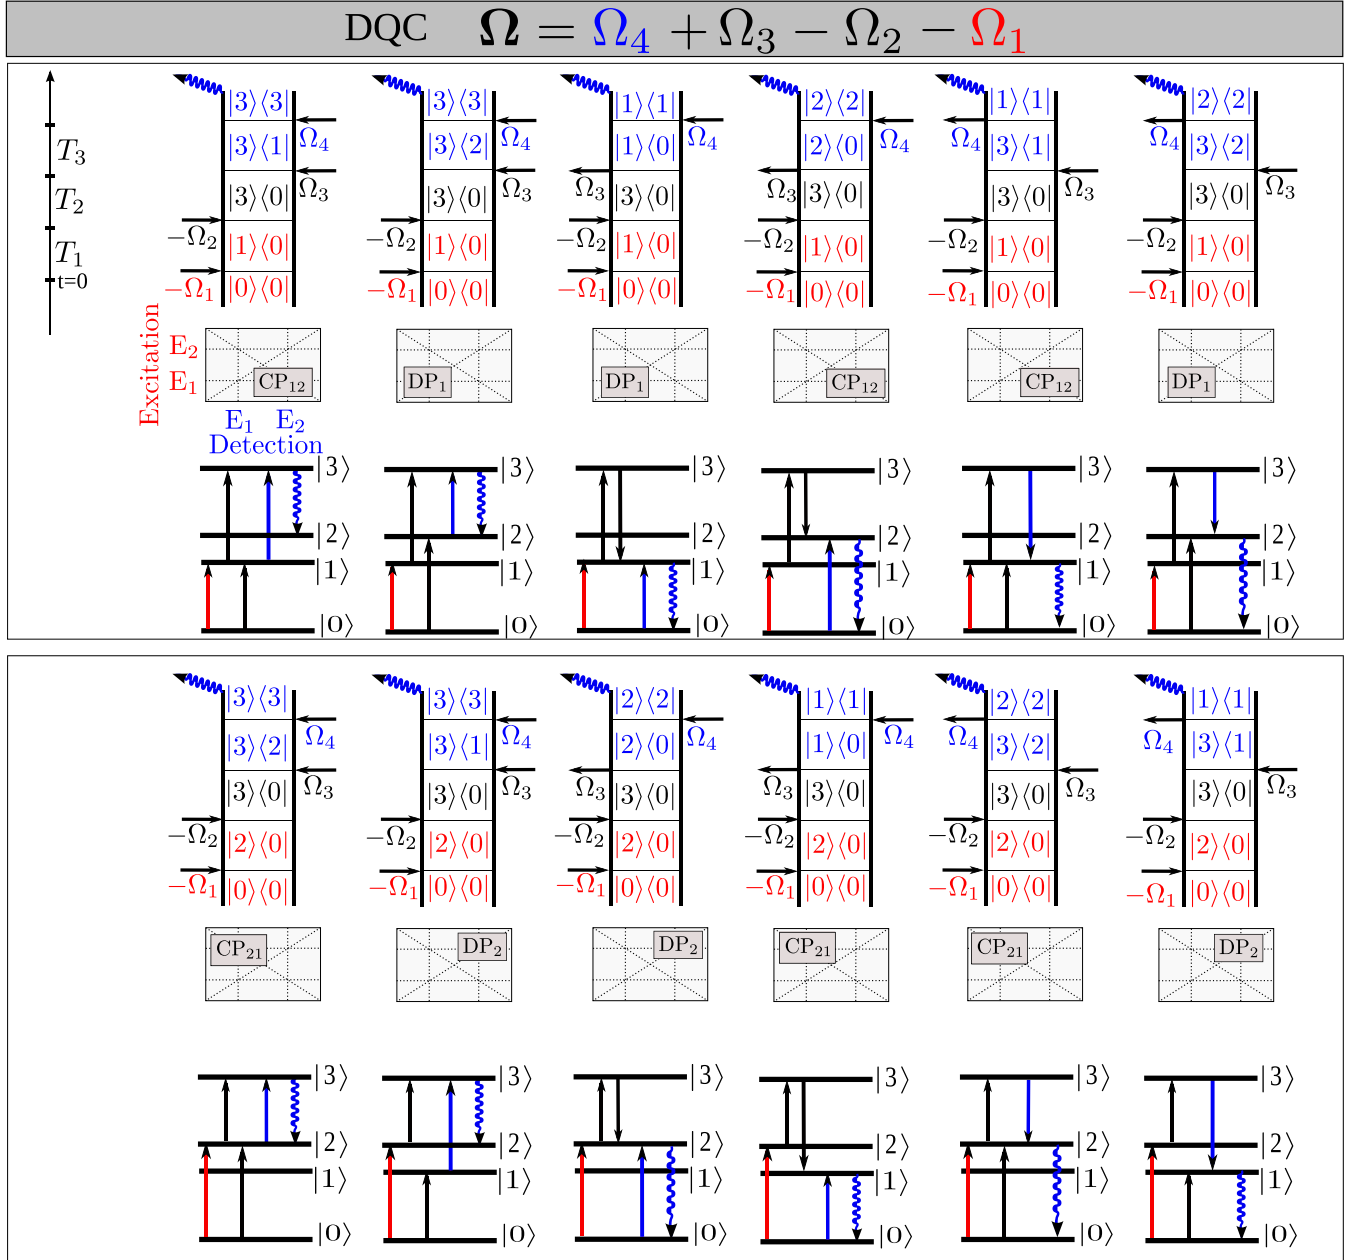 DQC Ω = Ω₄ + Ω₃ − Ω₂ − Ω₁
|3⟩⟨3| |3⟩⟨3| |1⟩⟨1| |2⟩⟨2| |1⟩⟨1| |2⟩⟨2|
Ω₄ Ω₄ Ω₄ Ω₄ Ω₄ Ω₄
T₃ |3⟩⟨1| |3⟩⟨2| |1⟩⟨0| |2⟩⟨0| |3⟩⟨1| |3⟩⟨2|
Ω₃ Ω₃ Ω₃ Ω₃ Ω₃ Ω₃
T₂ |3⟩⟨0| |3⟩⟨0| |3⟩⟨0| |3⟩⟨0| |3⟩⟨0| |3⟩⟨0|
−Ω₂ −Ω₂ −Ω₂ −Ω₂ −Ω₂ −Ω₂
T₁ |1⟩⟨0| |1⟩⟨0| |1⟩⟨0| |1⟩⟨0| |1⟩⟨0| |1⟩⟨0|
t=0
−Ω₁ |0⟩⟨0| −Ω₁ |0⟩⟨0| −Ω₁ |0⟩⟨0| −Ω₁ |0⟩⟨0| −Ω₁ |0⟩⟨0| −Ω₁ |0⟩⟨0|
Excitation
E₂
E₁
CP₁₂ DP₁ DP₁ CP₁₂ CP₁₂ DP₁
E₁ E₂
Detection
|3⟩ |3⟩ |3⟩ |3⟩ |3⟩ |3⟩
|2⟩ |2⟩ |2⟩ |2⟩ |2⟩ |2⟩
|1⟩ |1⟩ |1⟩ |1⟩ |1⟩ |1⟩
|0⟩ |0⟩ |0⟩ |0⟩ |0⟩ |0⟩
|3⟩⟨3| |3⟩⟨3| |2⟩⟨2| |1⟩⟨1| |2⟩⟨2| |1⟩⟨1|
Ω₄ Ω₄ Ω₄ Ω₄ Ω₄ Ω₄
|3⟩⟨2| |3⟩⟨1| |2⟩⟨0| |1⟩⟨0| |3⟩⟨2| |3⟩⟨1|
Ω₃ Ω₃ Ω₃ Ω₃ Ω₃ Ω₃
|3⟩⟨0| |3⟩⟨0| |3⟩⟨0| |3⟩⟨0| |3⟩⟨0| |3⟩⟨0|
−Ω₂ −Ω₂ −Ω₂ −Ω₂ −Ω₂ −Ω₂
|2⟩⟨0| |2⟩⟨0| |2⟩⟨0| |2⟩⟨0| |2⟩⟨0| |2⟩⟨0|
−Ω₁ |0⟩⟨0| −Ω₁ |0⟩⟨0| −Ω₁ |0⟩⟨0| −Ω₁ |0⟩⟨0| −Ω₁ |0⟩⟨0| −Ω₁ |0⟩⟨0|
CP₂₁ DP₂ DP₂ CP₂₁ CP₂₁ DP₂
|3⟩ |3⟩ |3⟩ |3⟩ |3⟩ |3⟩
|2⟩ |2⟩ |2⟩ |2⟩ |2⟩ |2⟩
|1⟩ |1⟩ |1⟩ |1⟩ |1⟩ |1⟩
|0⟩ |0⟩ |0⟩ |0⟩ |0⟩ |0⟩